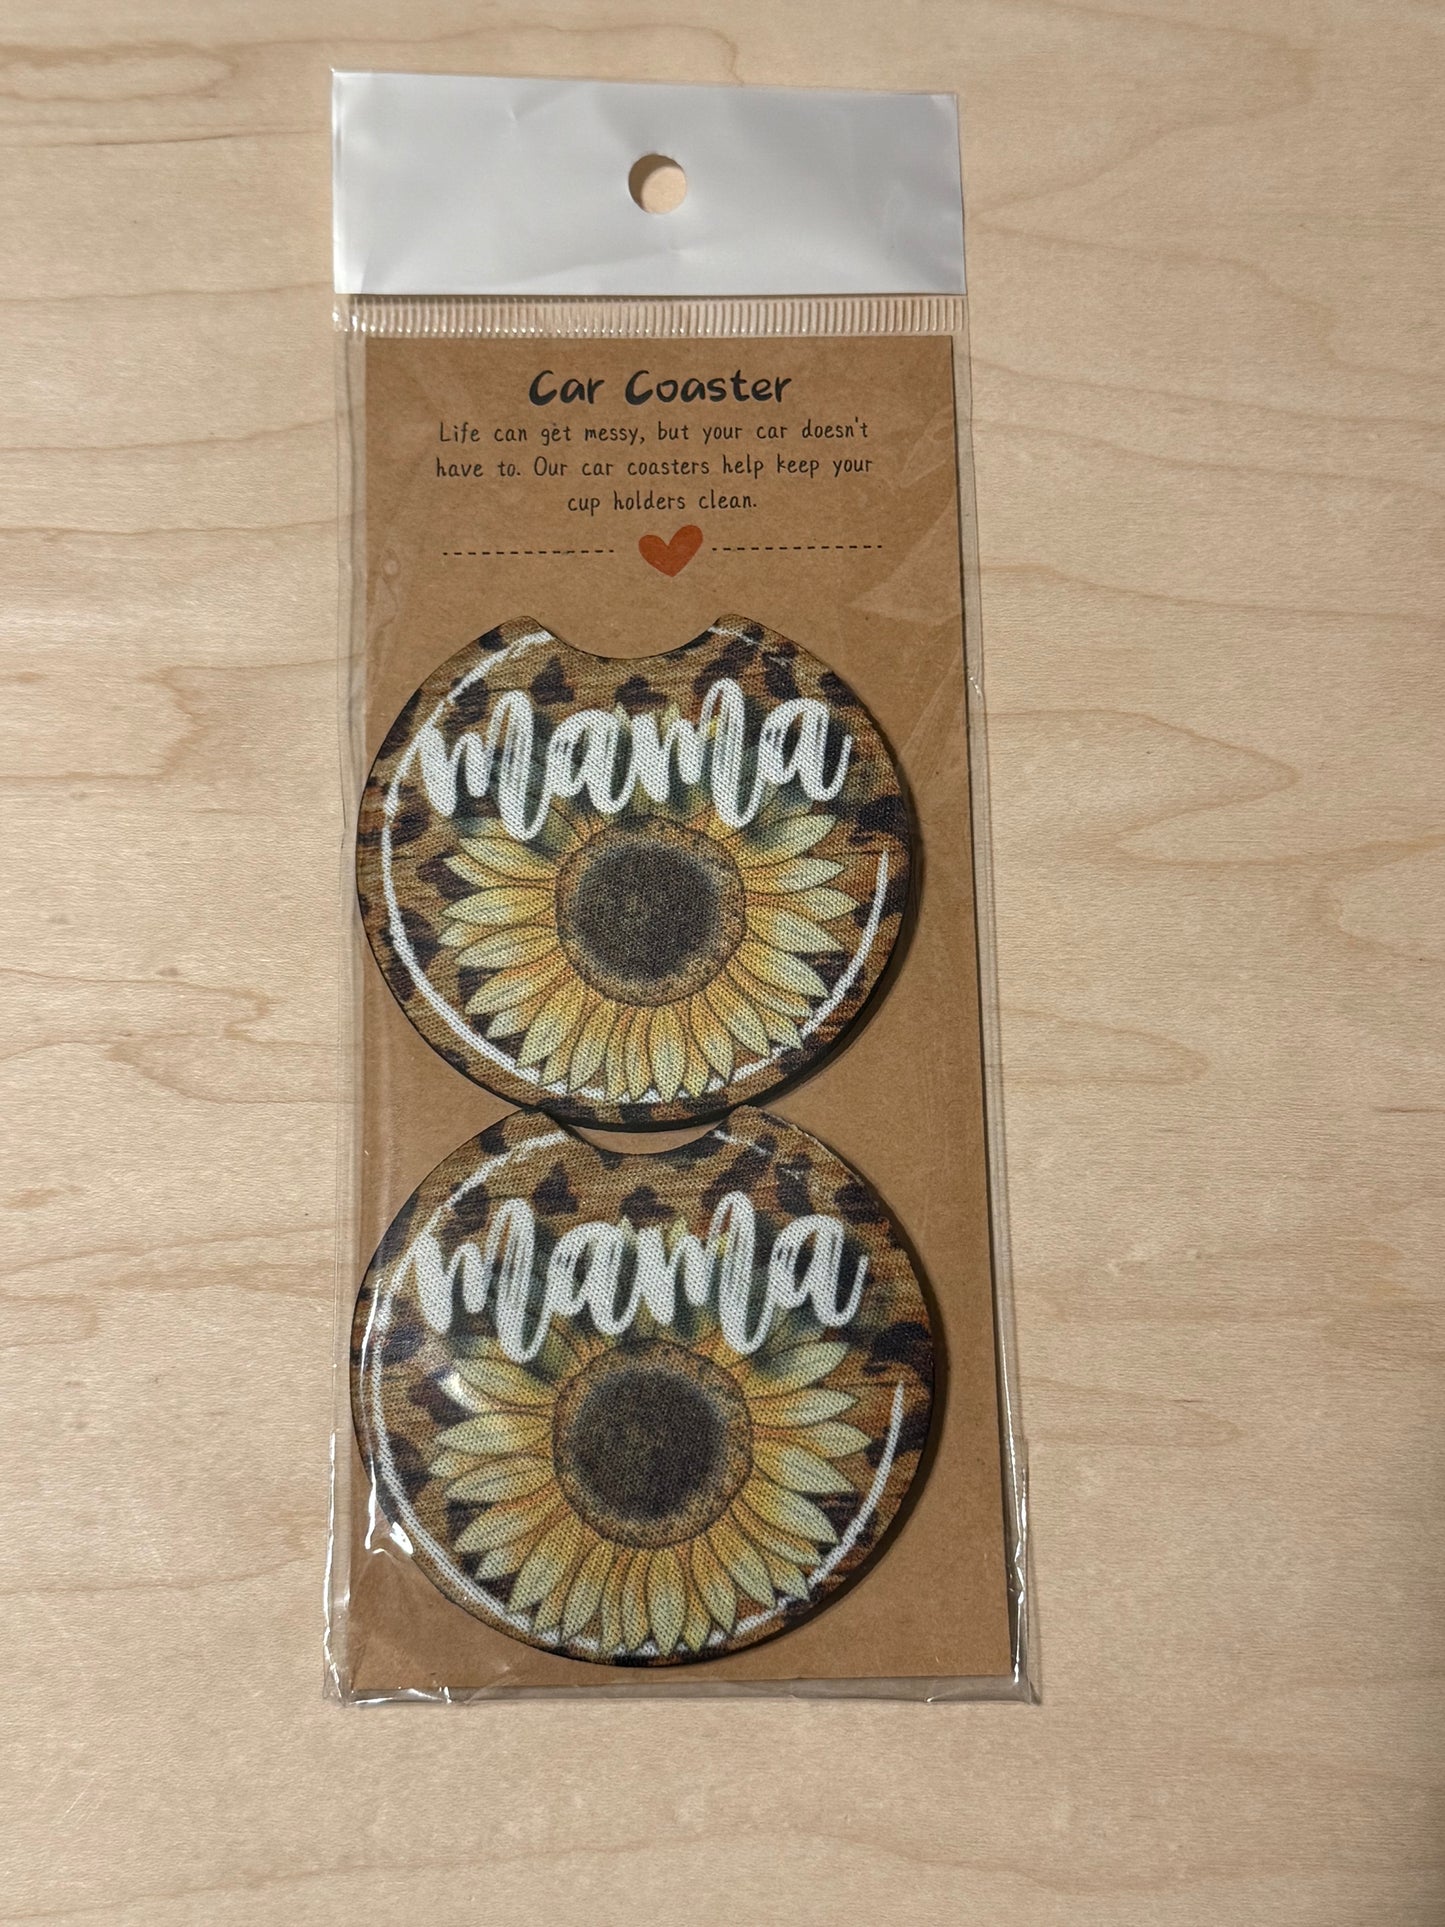 Car Coaster
Life can get messy, but your car doesn't
have to. Our car coasters help keep your
cup holders clean.
mama
mama